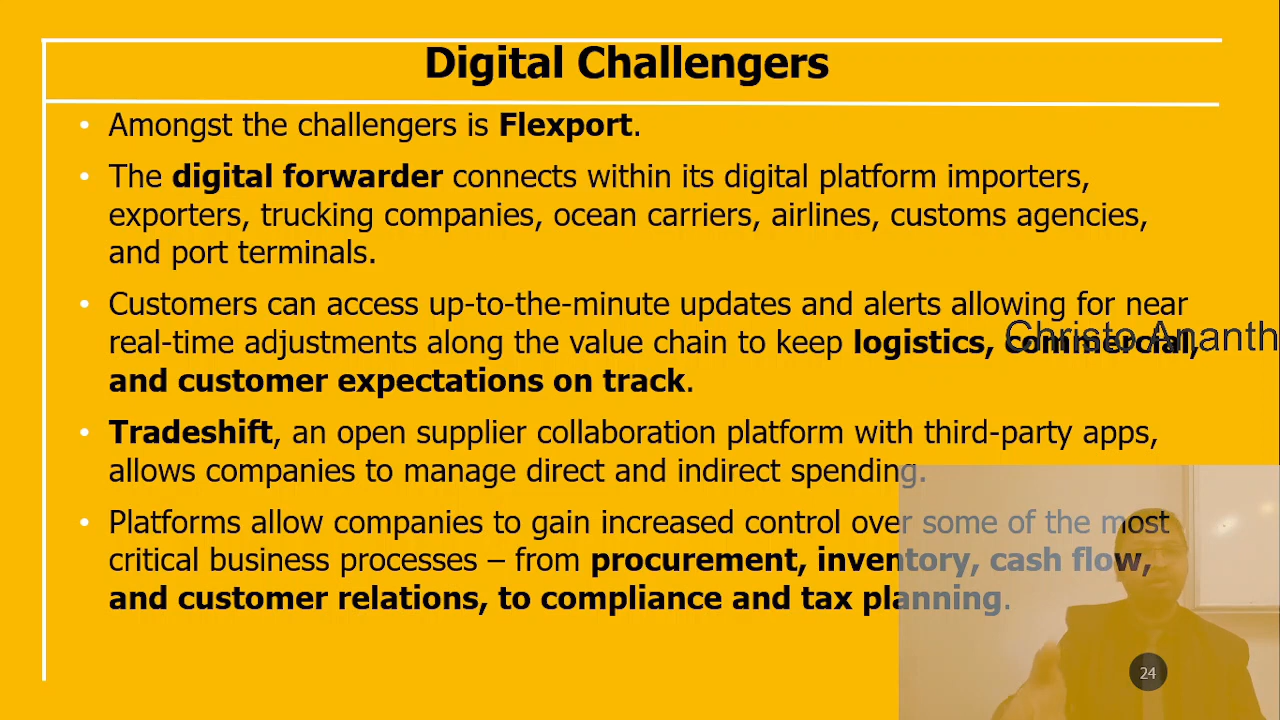 Digital Challengers
• Amongst the challengers is Flexport.
• The digital forwarder connects within its digital platform importers,
exporters, trucking companies, ocean carriers, airlines, customs agencies,
and port terminals.
• Customers can access up-to-the-minute updates and alerts allowing for near
real-time adjustments along the value chain to keep logistics, commercial,
Christo Ananth
and customer expectations on track.
• Tradeshift, an open supplier collaboration platform with third-party apps,
allows companies to manage direct and indirect spending.
• Platforms allow companies to gain increased control over some of the most
critical business processes – from procurement, inventory, cash flow,
and customer relations, to compliance and tax planning.
24